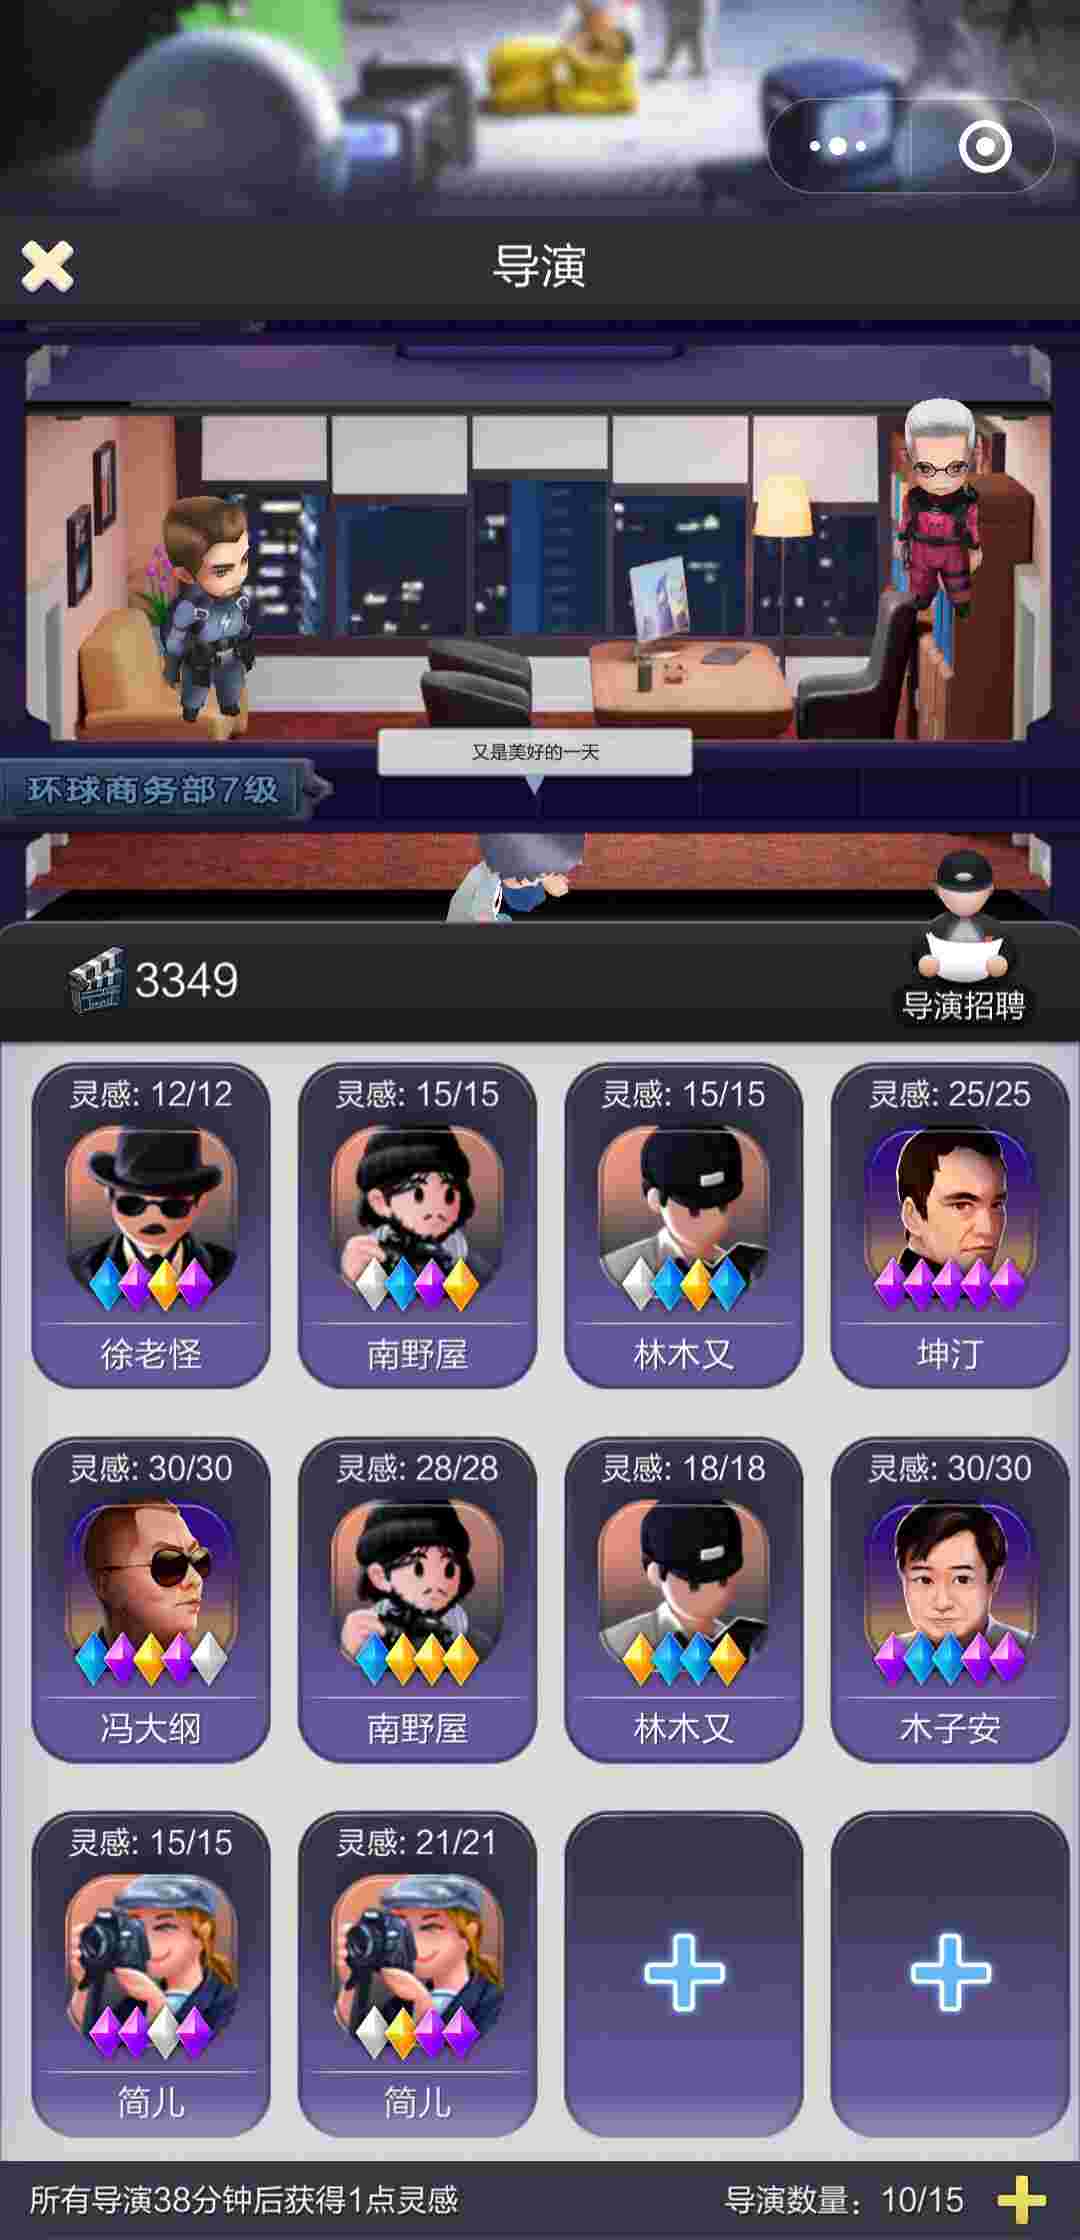 导演
又是美好的一天
环球商务部7级
3349
导演招聘
灵感: 12/12
灵感: 15/15
灵感: 15/15
灵感: 25/25
徐老怪
南野屋
林木又
坤汀
灵感: 30/30
灵感: 28/28
灵感: 18/18
灵感: 30/30
冯大纲
南野屋
林木又
木子安
灵感: 15/15
灵感: 21/21
简儿
简儿
所有导演38分钟后获得1点灵感
导演数量：10/15